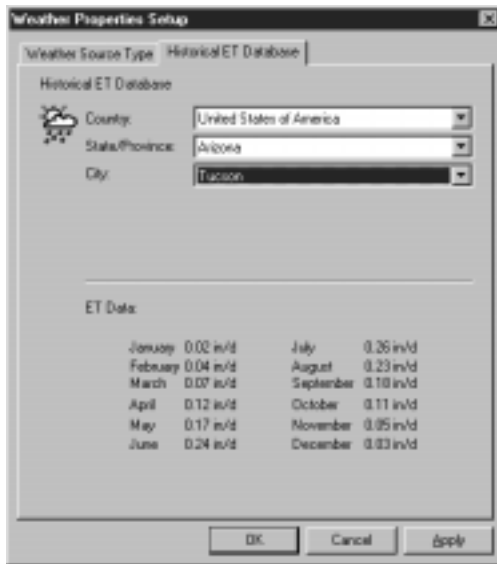 Weather Properties Setup
Weather Source Type
Historical ET Database
Historical ET Database
Country:
United States of America
State/Province:
Arizona
City:
Tucson
ET Data:
January 0.02 in/d
July 0.26 in/d
February 0.04 in/d
August 0.23 in/d
March 0.07 in/d
September 0.18 in/d
April 0.12 in/d
October 0.11 in/d
May 0.17 in/d
November 0.05 in/d
June 0.24 in/d
December 0.03 in/d
OK
Cancel
Apply